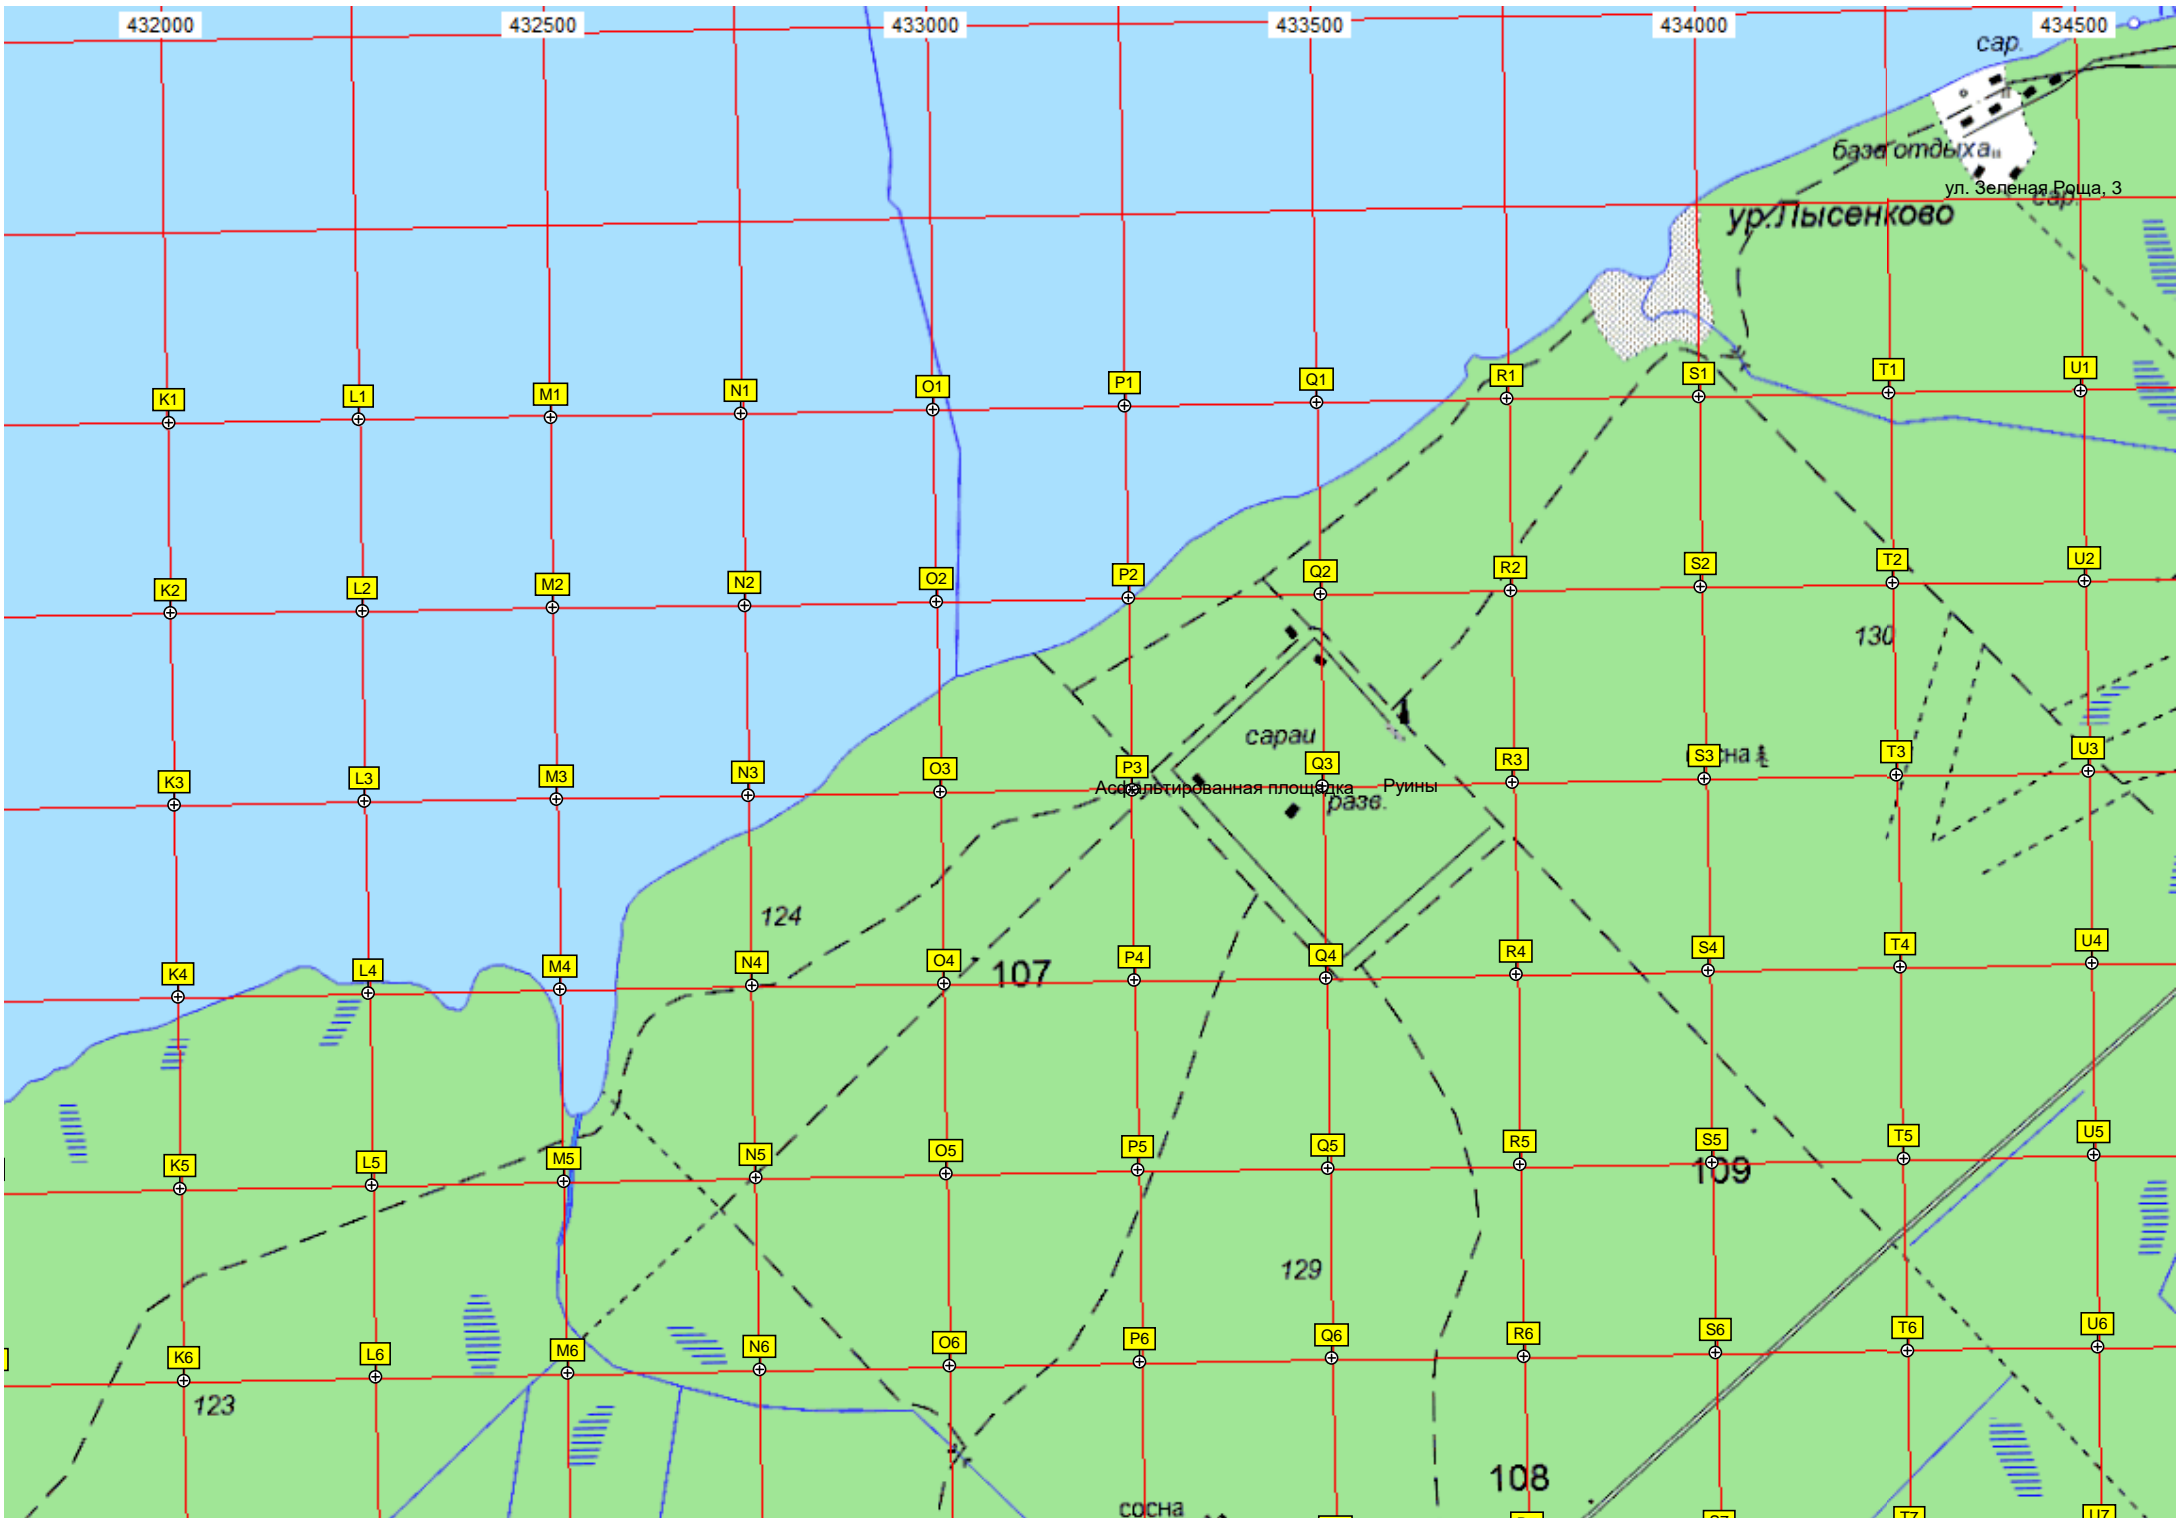 432000 432500 433000 433500 434000 434500
сар.
база отдыха
ул. Зеленая Роща, 3
сар.
ур.Лысенково
K1 L1 M1 N1 O1 P1 Q1 R1 S1 T1 U1
K2 L2 M2 N2 O2 P2 Q2 R2 S2 T2 U2
130
сараи
K3 L3 M3 N3 O3 P3 Q3 R3 S3 T3 U3
Асфальтированная площадка Руины
разв.
124
K4 L4 M4 N4 O4 P4 Q4 R4 S4 T4 U4
107
K5 L5 M5 N5 O5 P5 Q5 R5 S5 T5 U5
109
129
K6 L6 M6 N6 O6 P6 Q6 R6 S6 T6 U6
123
108
сосна
T7 U7